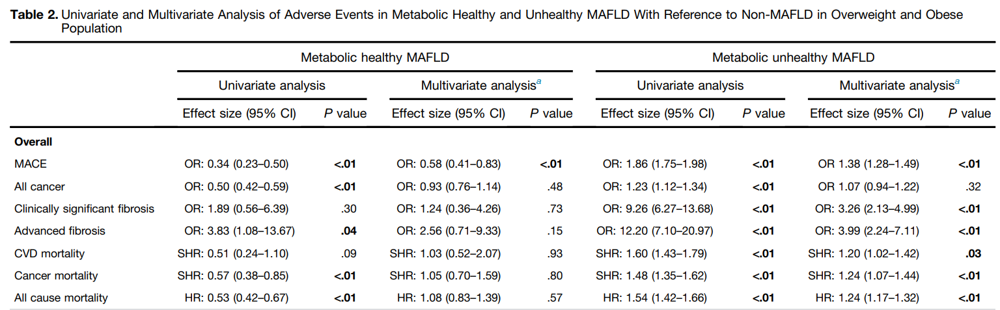 Table 2. Univariate and Multivariate Analysis of Adverse Events in Metabolic Healthy and Unhealthy MAFLD With Reference to Non-MAFLD in Overweight and Obese
Population
Metabolic healthy MAFLD Metabolic unhealthy MAFLD
Univariate analysis Multivariate analysisa Univariate analysis Multivariate analysisa
Effect size (95% CI) P value Effect size (95% CI) P value Effect size (95% CI) P value Effect size (95% CI) P value
Overall
MACE OR: 0.34 (0.23–0.50) <.01 OR: 0.58 (0.41–0.83) <.01 OR: 1.86 (1.75–1.98) <.01 OR 1.38 (1.28–1.49) <.01
All cancer OR: 0.50 (0.42–0.59) <.01 OR: 0.93 (0.76–1.14) .48 OR: 1.23 (1.12–1.34) <.01 OR 1.07 (0.94–1.22) .32
Clinically significant fibrosis OR: 1.89 (0.56–6.39) .30 OR: 1.24 (0.36–4.26) .73 OR: 9.26 (6.27–13.68) <.01 OR: 3.26 (2.13–4.99) <.01
Advanced fibrosis OR: 3.83 (1.08–13.67) .04 OR: 2.56 (0.71–9.33) .15 OR: 12.20 (7.10–20.97) <.01 OR: 3.99 (2.24–7.11) <.01
CVD mortality SHR: 0.51 (0.24–1.10) .09 SHR: 1.03 (0.52–2.07) .93 SHR: 1.60 (1.43–1.79) <.01 SHR: 1.20 (1.02–1.42) .03
Cancer mortality SHR: 0.57 (0.38–0.85) <.01 SHR: 1.05 (0.70–1.59) .80 SHR: 1.48 (1.35–1.62) <.01 SHR: 1.24 (1.07–1.44) <.01
All cause mortality HR: 0.53 (0.42–0.67) <.01 HR: 1.08 (0.83–1.39) .57 HR: 1.54 (1.42–1.66) <.01 HR: 1.24 (1.17–1.32) <.01